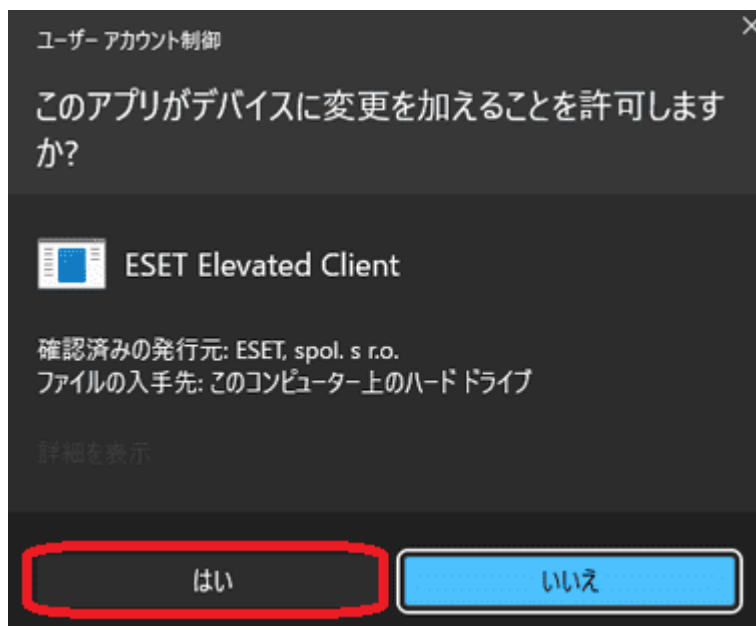 ユーザー アカウント制御
このアプリがデバイスに変更を加えることを許可します
か?
ESET Elevated Client
確認済みの発行元: ESET, spol. s r.o.
ファイルの入手先: このコンピューター上のハード ドライブ
詳細を表示
はい
いいえ